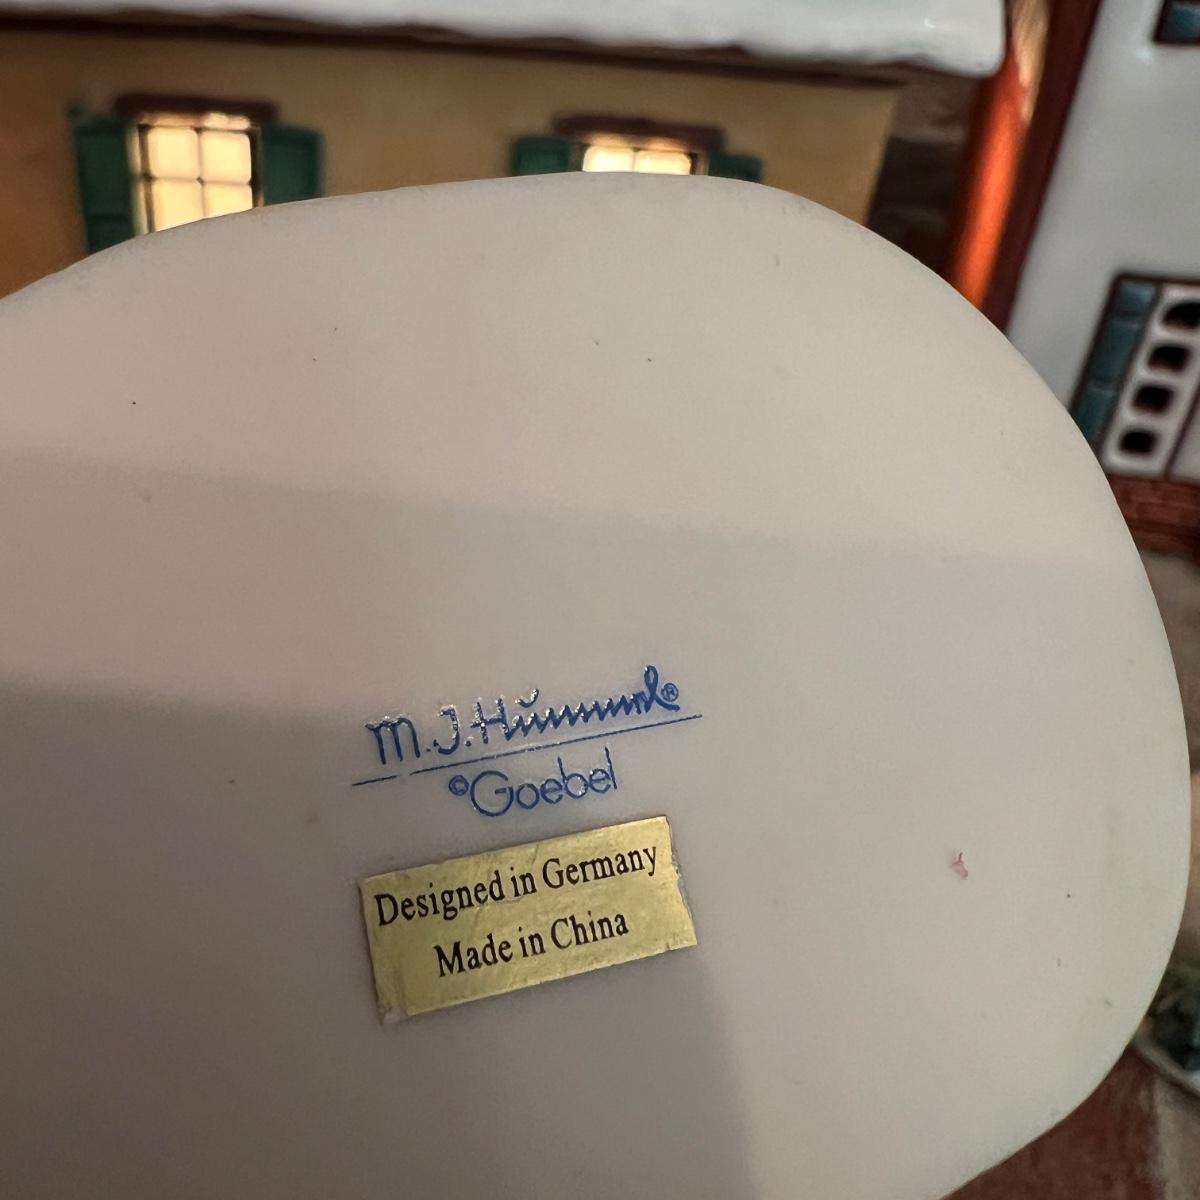 M.J.Hummel®
©Goebel
Designed in Germany
Made in China